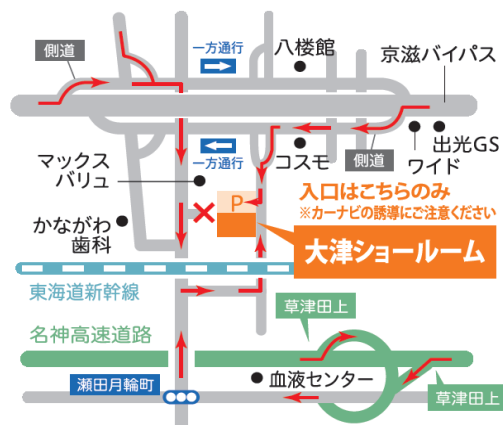 一方通行
八楼館
側道
京滋バイパス
マックス
バリュ
一方通行
コスモ
側道
出光GS
ワイド
P
入口はこちらのみ
※カーナビの誘導にご注意ください
かながわ
歯科
大津ショールーム
東海道新幹線
草津田上
名神高速道路
瀬田月輪町
血液センター
草津田上